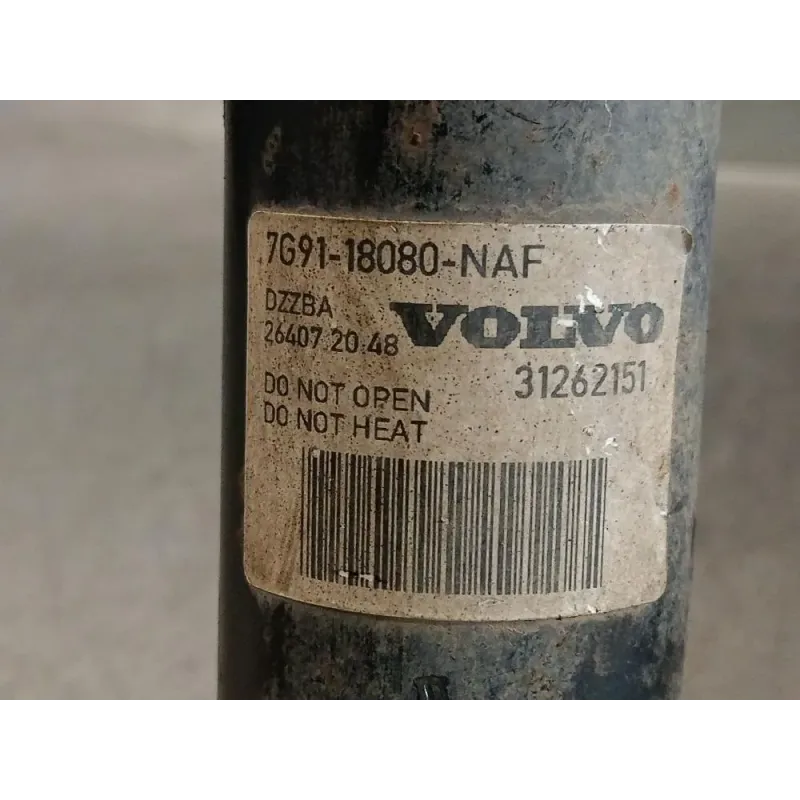 7G91-18080-NAF
DZZBA
26407 20:48 VOLVO
31262151
DO NOT OPEN
DO NOT HEAT